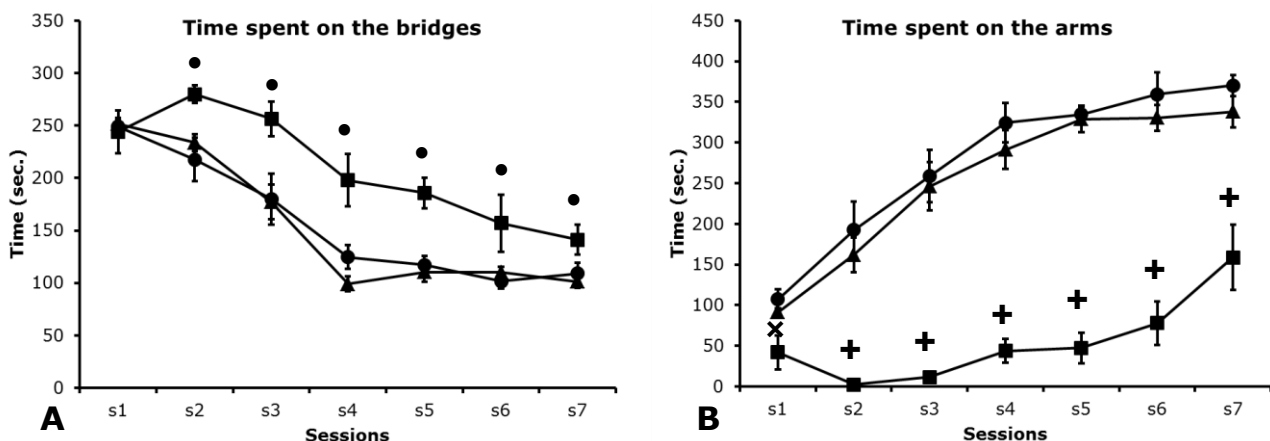 Time spent on the bridges
350
300
250
200
150
100
50
0
Time (sec.)
s1 s2 s3 s4 s5 s6 s7
Sessions
A
Time spent on the arms
450
400
350
300
250
200
150
100
50
0
Time (sec.)
s1 s2 s3 s4 s5 s6 s7
Sessions
B